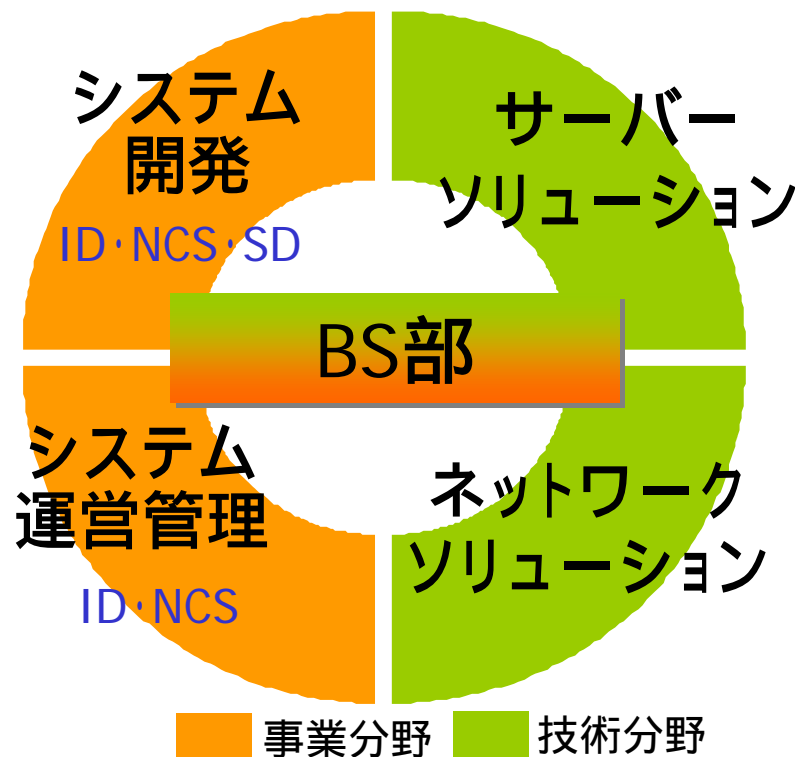 システム
開発
ID・NCS・SD
サーバー
ソリューション
BS部
システム
運営管理
ID・NCS
ネットワーク
ソリューション
事業分野
技術分野